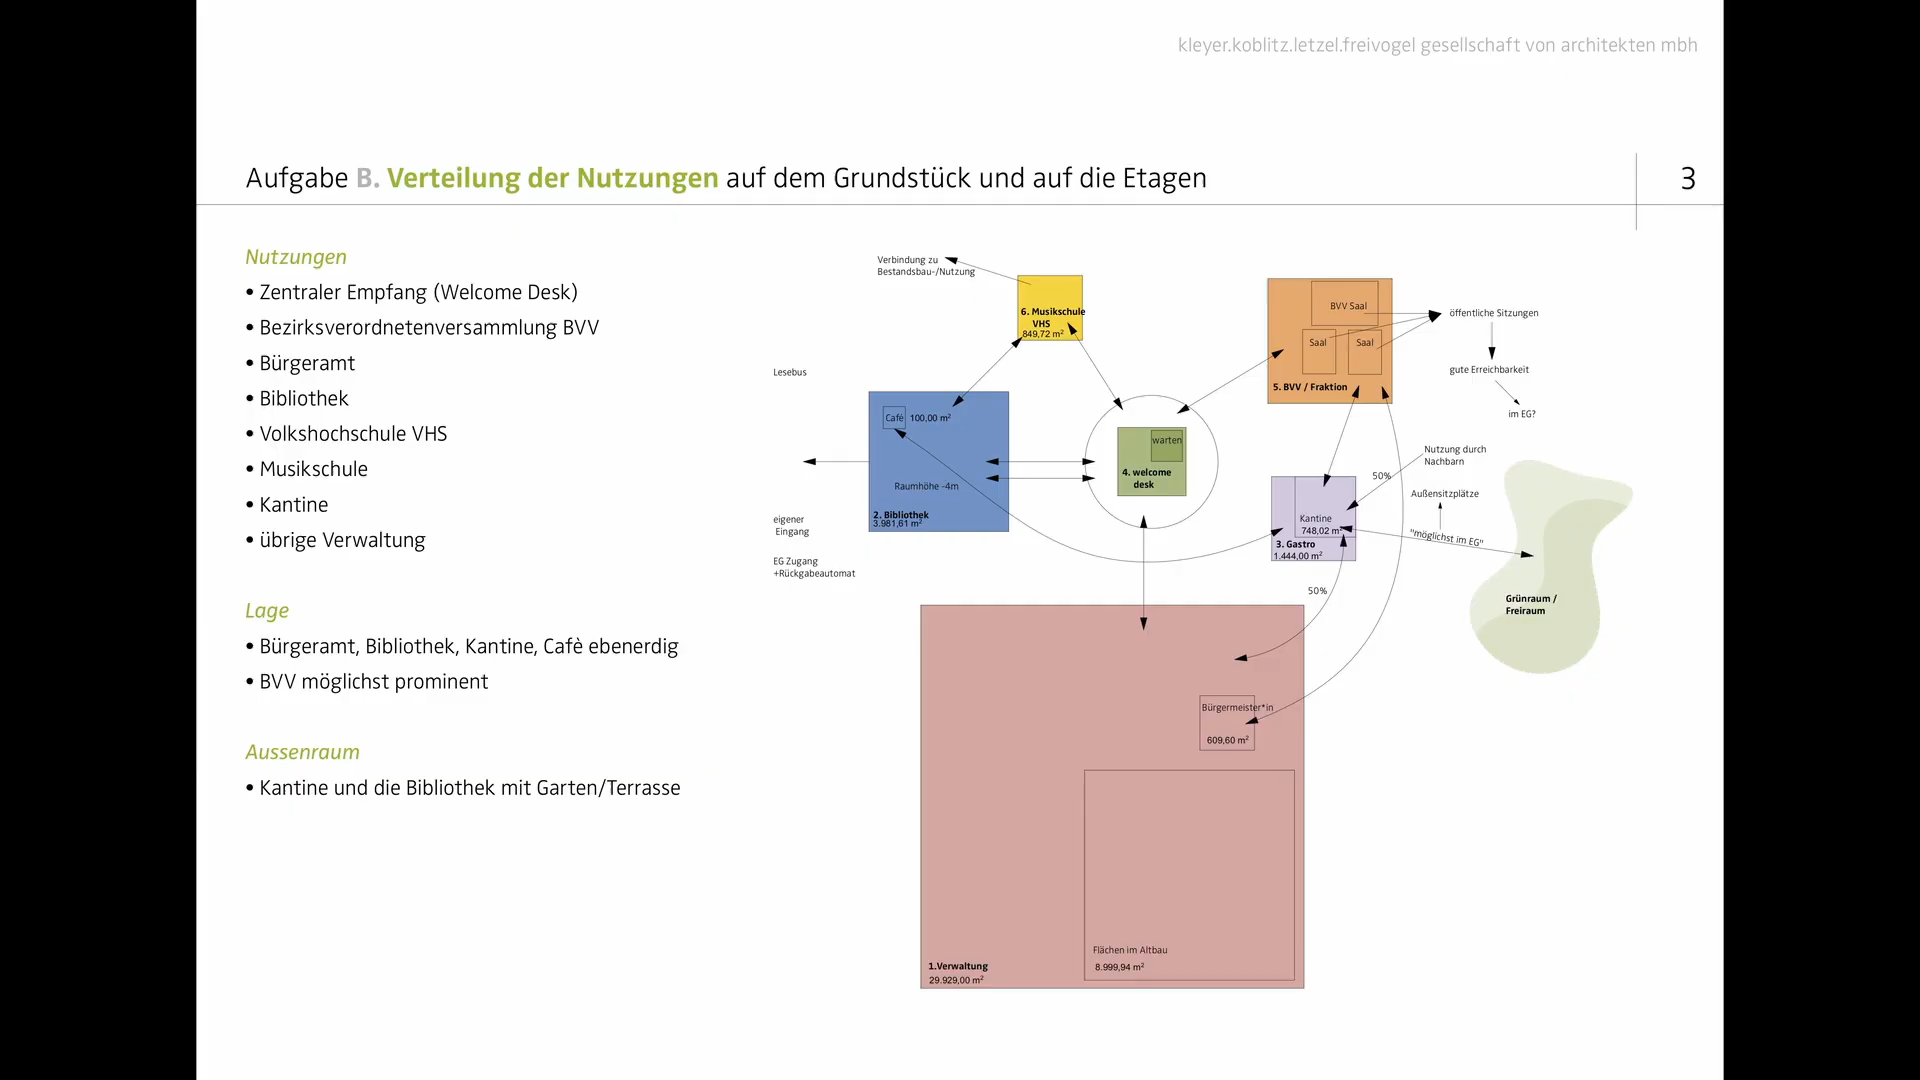 kleyer.koblitz.letzel.freivogel gesellschaft von architekten mbh
Aufgabe B. Verteilung der Nutzungen auf dem Grundstück und auf die Etagen
3
Nutzungen
• Zentraler Empfang (Welcome Desk)
• Bezirksverordnetenversammlung BVV
• Bürgeramt
• Bibliothek
• Volkshochschule VHS
• Musikschule
• Kantine
• übrige Verwaltung
Lage
• Bürgeramt, Bibliothek, Kantine, Cafè ebenerdig
• BVV möglichst prominent
Aussenraum
• Kantine und die Bibliothek mit Garten/Terrasse
Verbindung zu
Bestandsbau-/Nutzung
6. Musikschule
VHS
849,72 m²
Lesebus
Café
100,00 m²
Raumhöhe -4m
2. Bibliothek
3.981,61 m²
eigener
Eingang
EG Zugang
+Rückgabeautomat
warten
4. welcome
desk
BVV Saal
Saal
Saal
5. BVV / Fraktion
öffentliche Sitzungen
gute Erreichbarkeit
im EG?
Nutzung durch
Nachbarn
50%
Außensitzplätze
"möglichst im EG"
Kantine
748,02 m²
3. Gastro
1.444,00 m²
50%
Grünraum /
Freiraum
Bürgermeister*in
609,60 m²
Flächen im Altbau
8.999,94 m²
1.Verwaltung
29.929,00 m²